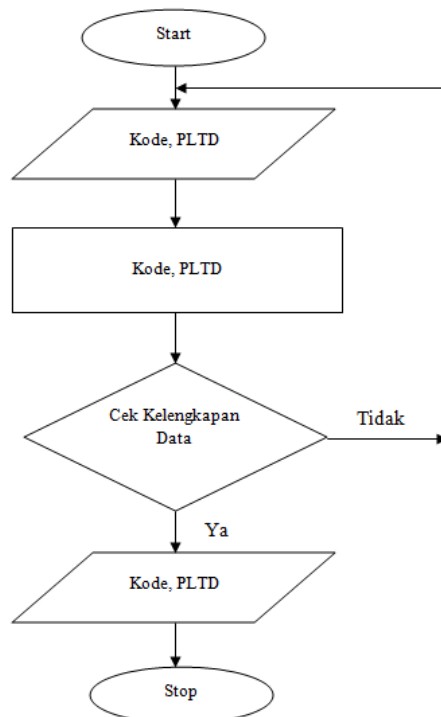 Start
Kode, PLTD
Kode, PLTD
Cek Kelengkapan
Data
Tidak
Ya
Kode, PLTD
Stop